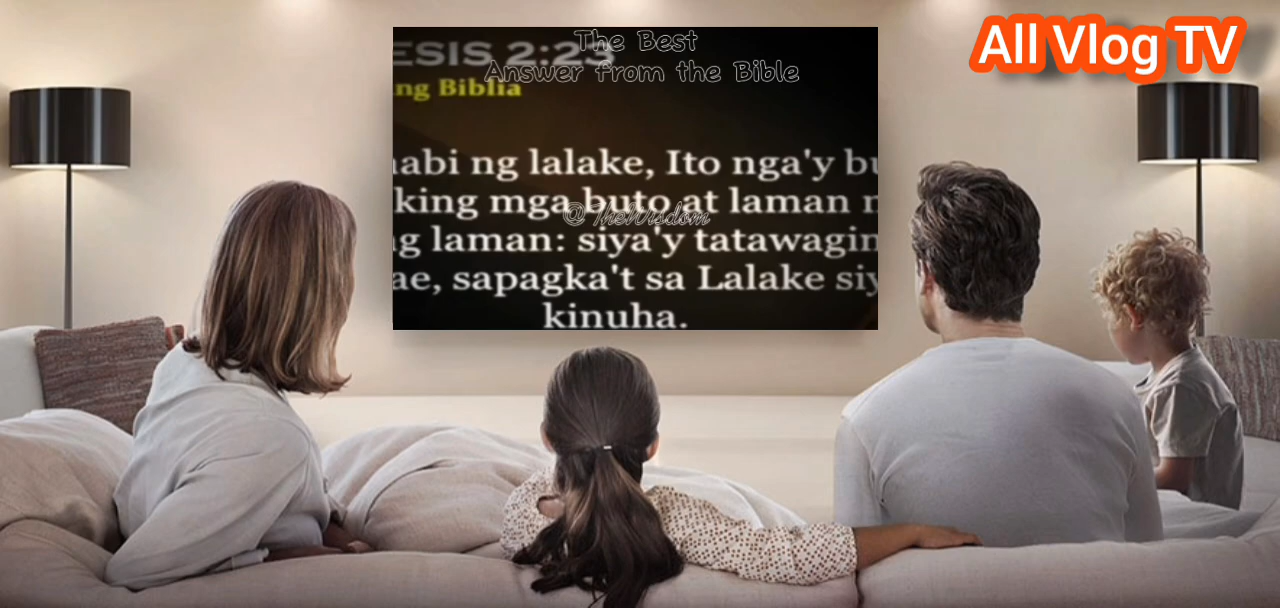 All Vlog TV
The Best
Answer from the Bible
ESIS 2:23
ng Biblia
abi ng lalake, Ito nga'y bu
king mga buto at laman
@TheWisdom
g laman: siya'y tatawagin
ae, sapagka't sa Lalake siy
kinuha.